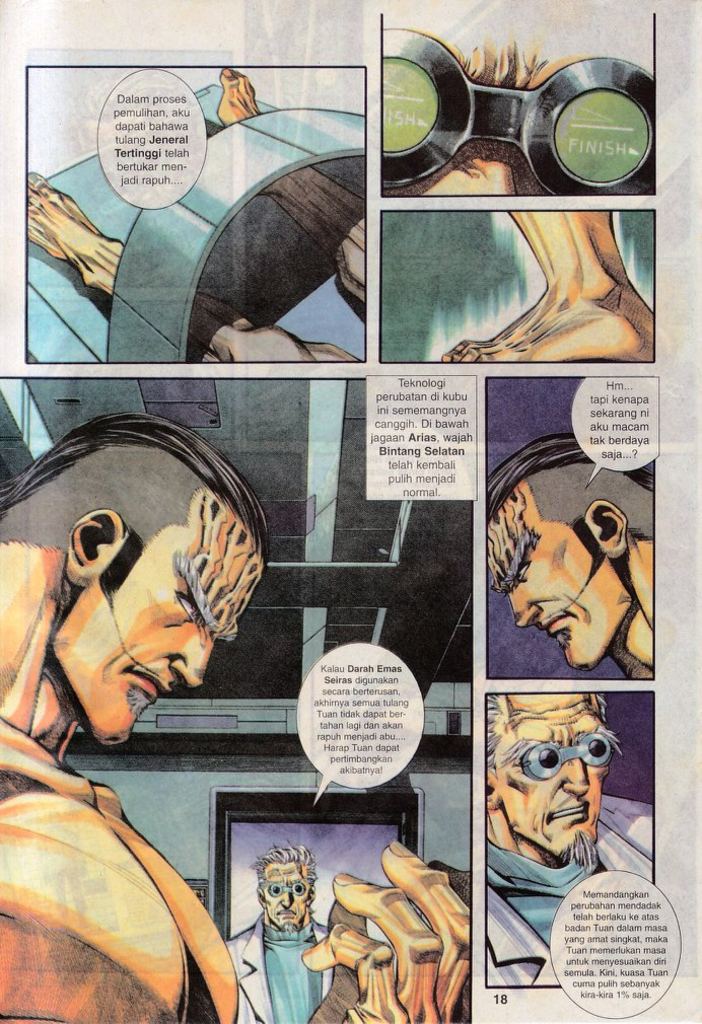 Dalam proses
pemulihan, aku
dapati bahawa
tulang Jeneral
Tertinggi telah
bertukar men-
jadi rapuh....
ISH
FINISH
Teknologi
perubatan di kubu
ini sememangnya
canggih. Di bawah
jagaan Arias, wajah
Bintang Selatan
telah kembali
pulih menjadi
normal.
Hm...
tapi kenapa
sekarang ni
aku macam
tak berdaya
saja...?
Kalau Darah Emas
Seiras digunakan
secara berterusan,
akhirnya semua tulang
Tuan tidak dapat ber-
tahan lagi dan akan
rapuh menjadi abu....
Harap Tuan dapat
pertimbangkan
akibatnya!
Memandangkan
perubahan mendadak
telah berlaku ke atas
badan Tuan dalam masa
yang amat singkat, maka
Tuan memerlukan masa
untuk menyesuaikan diri
semula. Kini, kuasa Tuan
cuma pulih sebanyak
kira-kira 1% saja.
18